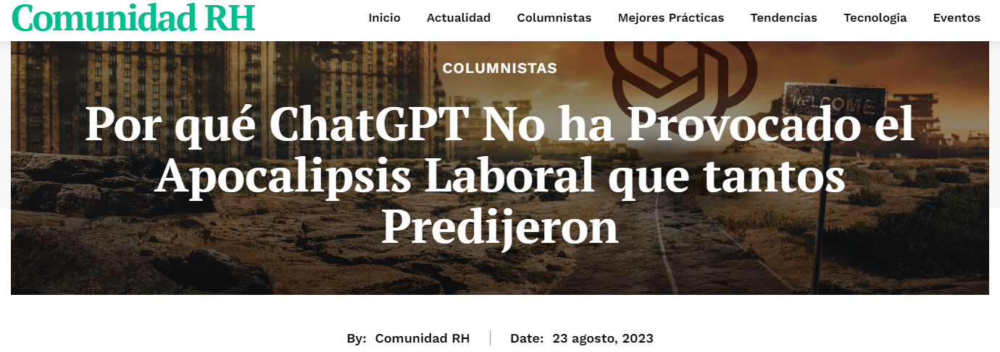 Comunidad RH
Inicio Actualidad Columnistas Mejores Prácticas Tendencias Tecnologia Eventos
COLUMNISTAS
WELCOME
Por qué ChatGPT No ha Provocado el
Apocalipsis Laboral que tantos
Predijeron
By: Comunidad RH Date: 23 agosto, 2023